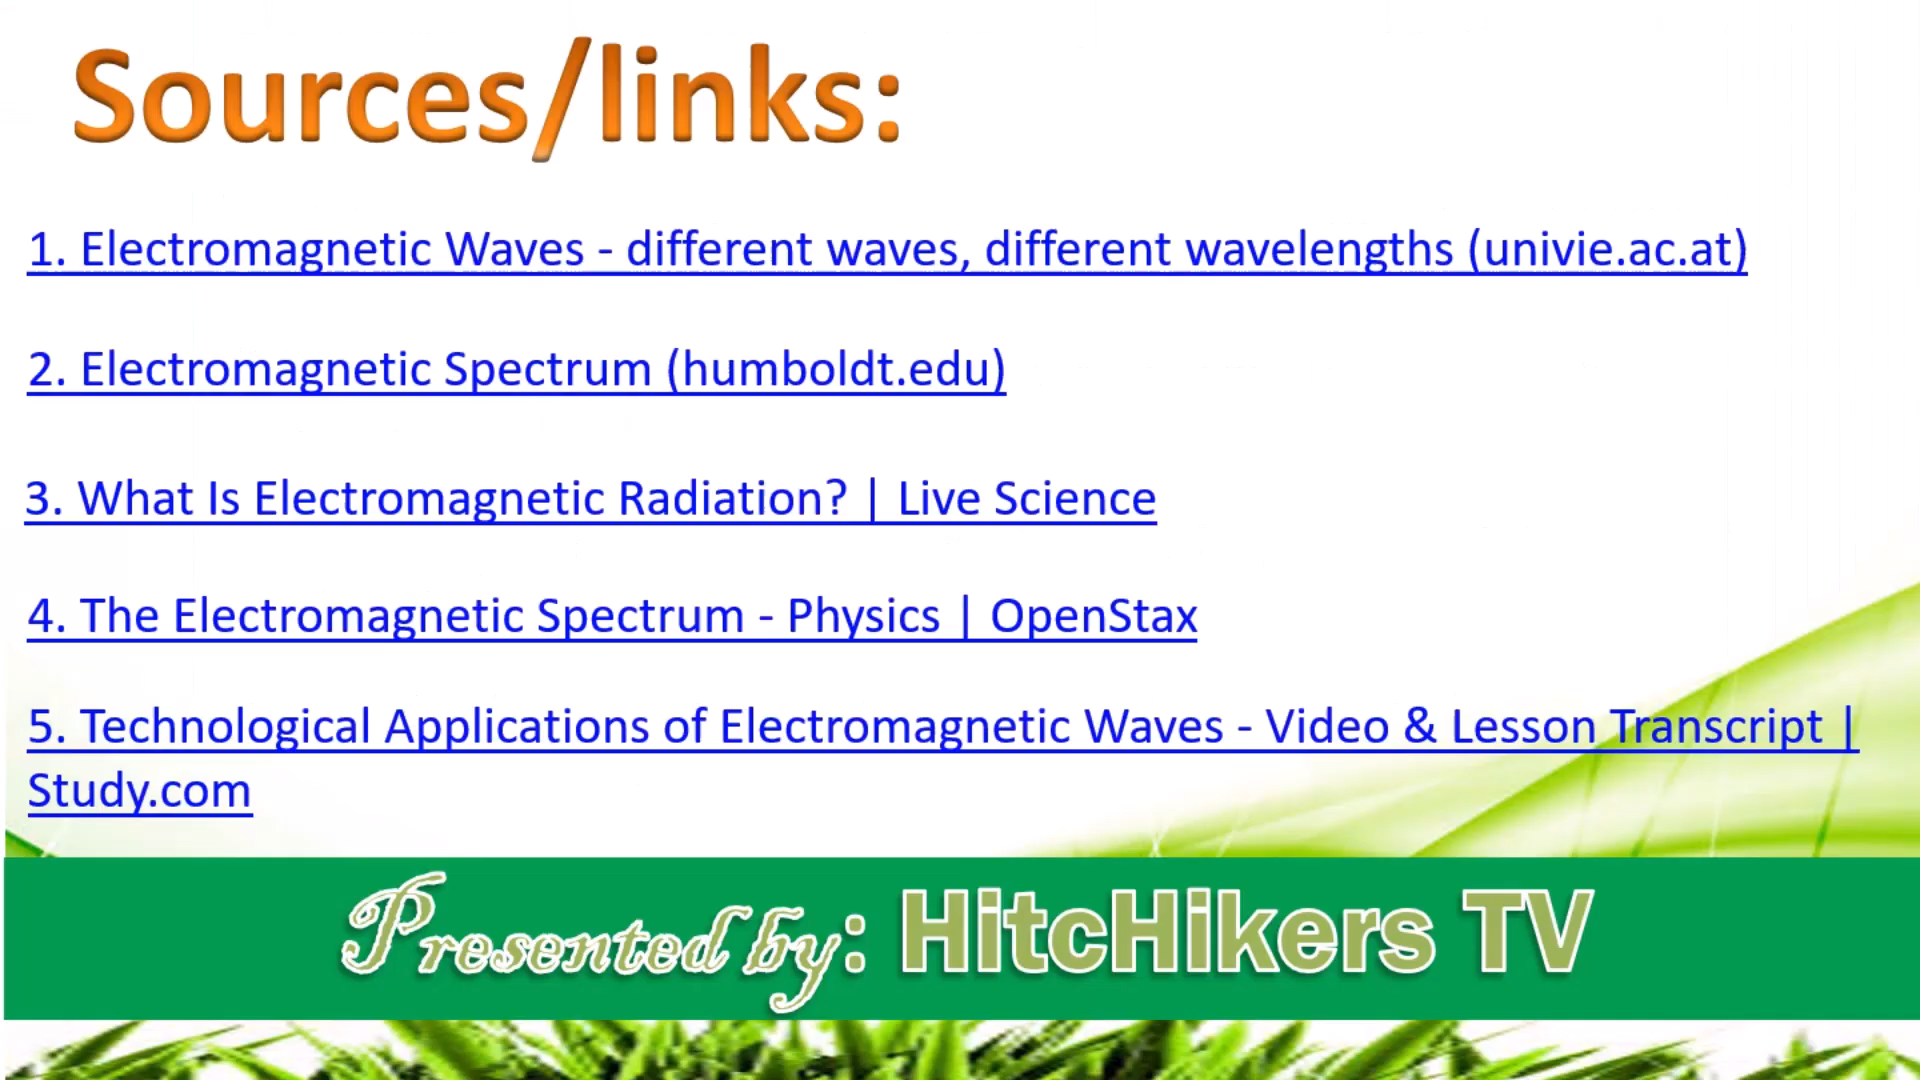 Sources/links:
1. Electromagnetic Waves - different waves, different wavelengths (univie.ac.at)
2. Electromagnetic Spectrum (humboldt.edu)
3. What Is Electromagnetic Radiation? | Live Science
4. The Electromagnetic Spectrum - Physics | OpenStax
5. Technological Applications of Electromagnetic Waves - Video & Lesson Transcript |
Study.com
Presented by: HitcHikers TV